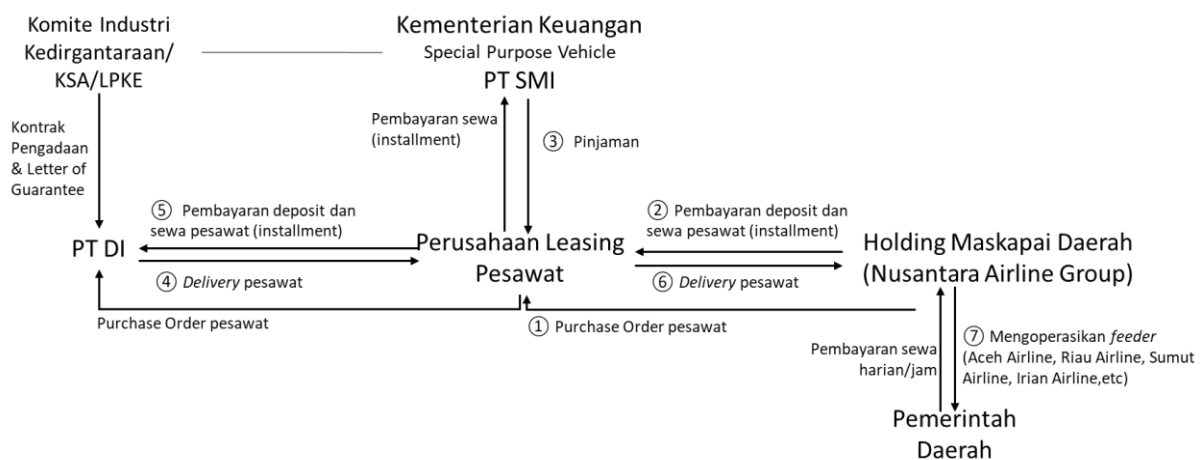 Komite Industri
Kedirgantaraan/
KSA/LPKE
Kementerian Keuangan
Special Purpose Vehicle
PT SMI
Kontrak
Pengadaan
& Letter of
Guarantee
Pembayaran sewa
(installment)
③ Pinjaman
⑤ Pembayaran deposit dan
sewa pesawat (installment)
② Pembayaran deposit dan
sewa pesawat (installment)
PT DI
Perusahaan Leasing
Pesawat
Holding Maskapai Daerah
(Nusantara Airline Group)
④ Delivery pesawat
⑥ Delivery pesawat
Purchase Order pesawat
① Purchase Order pesawat
Pembayaran sewa
harian/jam
⑦ Mengoperasikan feeder
(Aceh Airline, Riau Airline, Sumut
Airline, Irian Airline,etc)
Pemerintah
Daerah